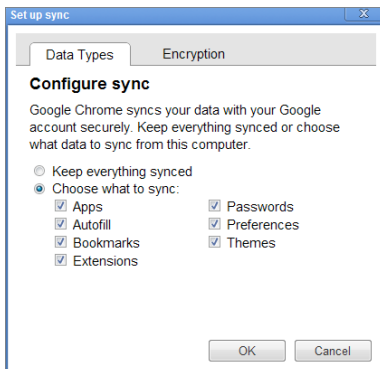 Set up sync
Data Types Encryption
Configure sync
Google Chrome syncs your data with your Google
account securely. Keep everything synced or choose
what data to sync from this computer.
Keep everything synced
Choose what to sync:
Apps Passwords
Autofill Preferences
Bookmarks Themes
Extensions
OK Cancel